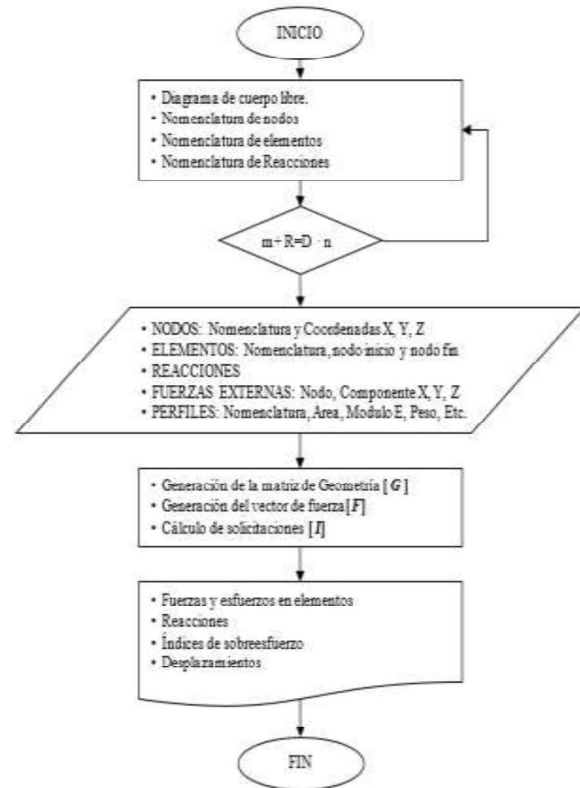 INICIO
• Diagrama de cuerpo libre.
• Nomenclatura de nodos
• Nomenclatura de elementos
• Nomenclatura de Reacciones
m+R=D · n
• NODOS: Nomenclatura y Coordenadas X, Y, Z
• ELEMENTOS: Nomenclatura, nodo inicio y nodo fin
• REACCIONES
• FUERZAS EXTERNAS: Nodo, Componente X, Y, Z
• PERFILES: Nomenclatura, Area, Modulo E, Peso, Etc.
• Generación de la matriz de Geometría [G]
• Generación del vector de fuerza[F]
• Cálculo de solicitaciones [I]
• Fuerzas y esfuerzos en elementos
• Reacciones
• Índices de sobreesfuerzo
• Desplazamientos
FIN